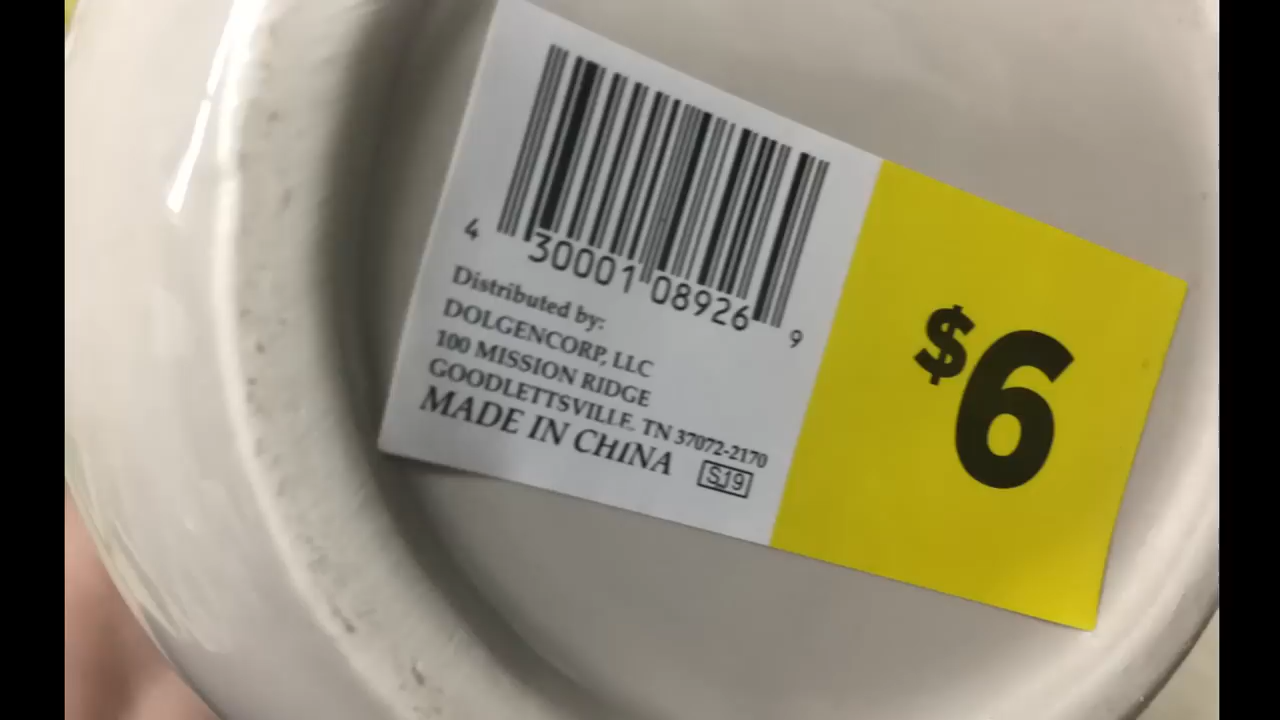 4 30001 08926 9
Distributed by:
DOLGENCORP, LLC
100 MISSION RIDGE
GOODLETTSVILLE, TN 37072-2170
MADE IN CHINA
SJ19
$6